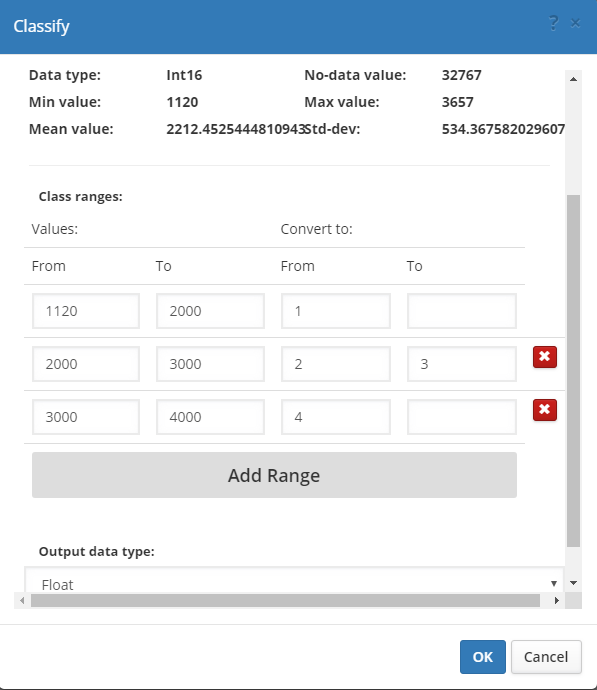 Classify ? ×
Data type: Int16 No-data value: 32767
Min value: 1120 Max value: 3657
Mean value: 2212.4525444810943 Std-dev: 534.367582029607
Class ranges:
Values: Convert to:
From To From To
1120 2000 1
2000 3000 2 3
3000 4000 4
Add Range
Output data type:
Float
OK Cancel